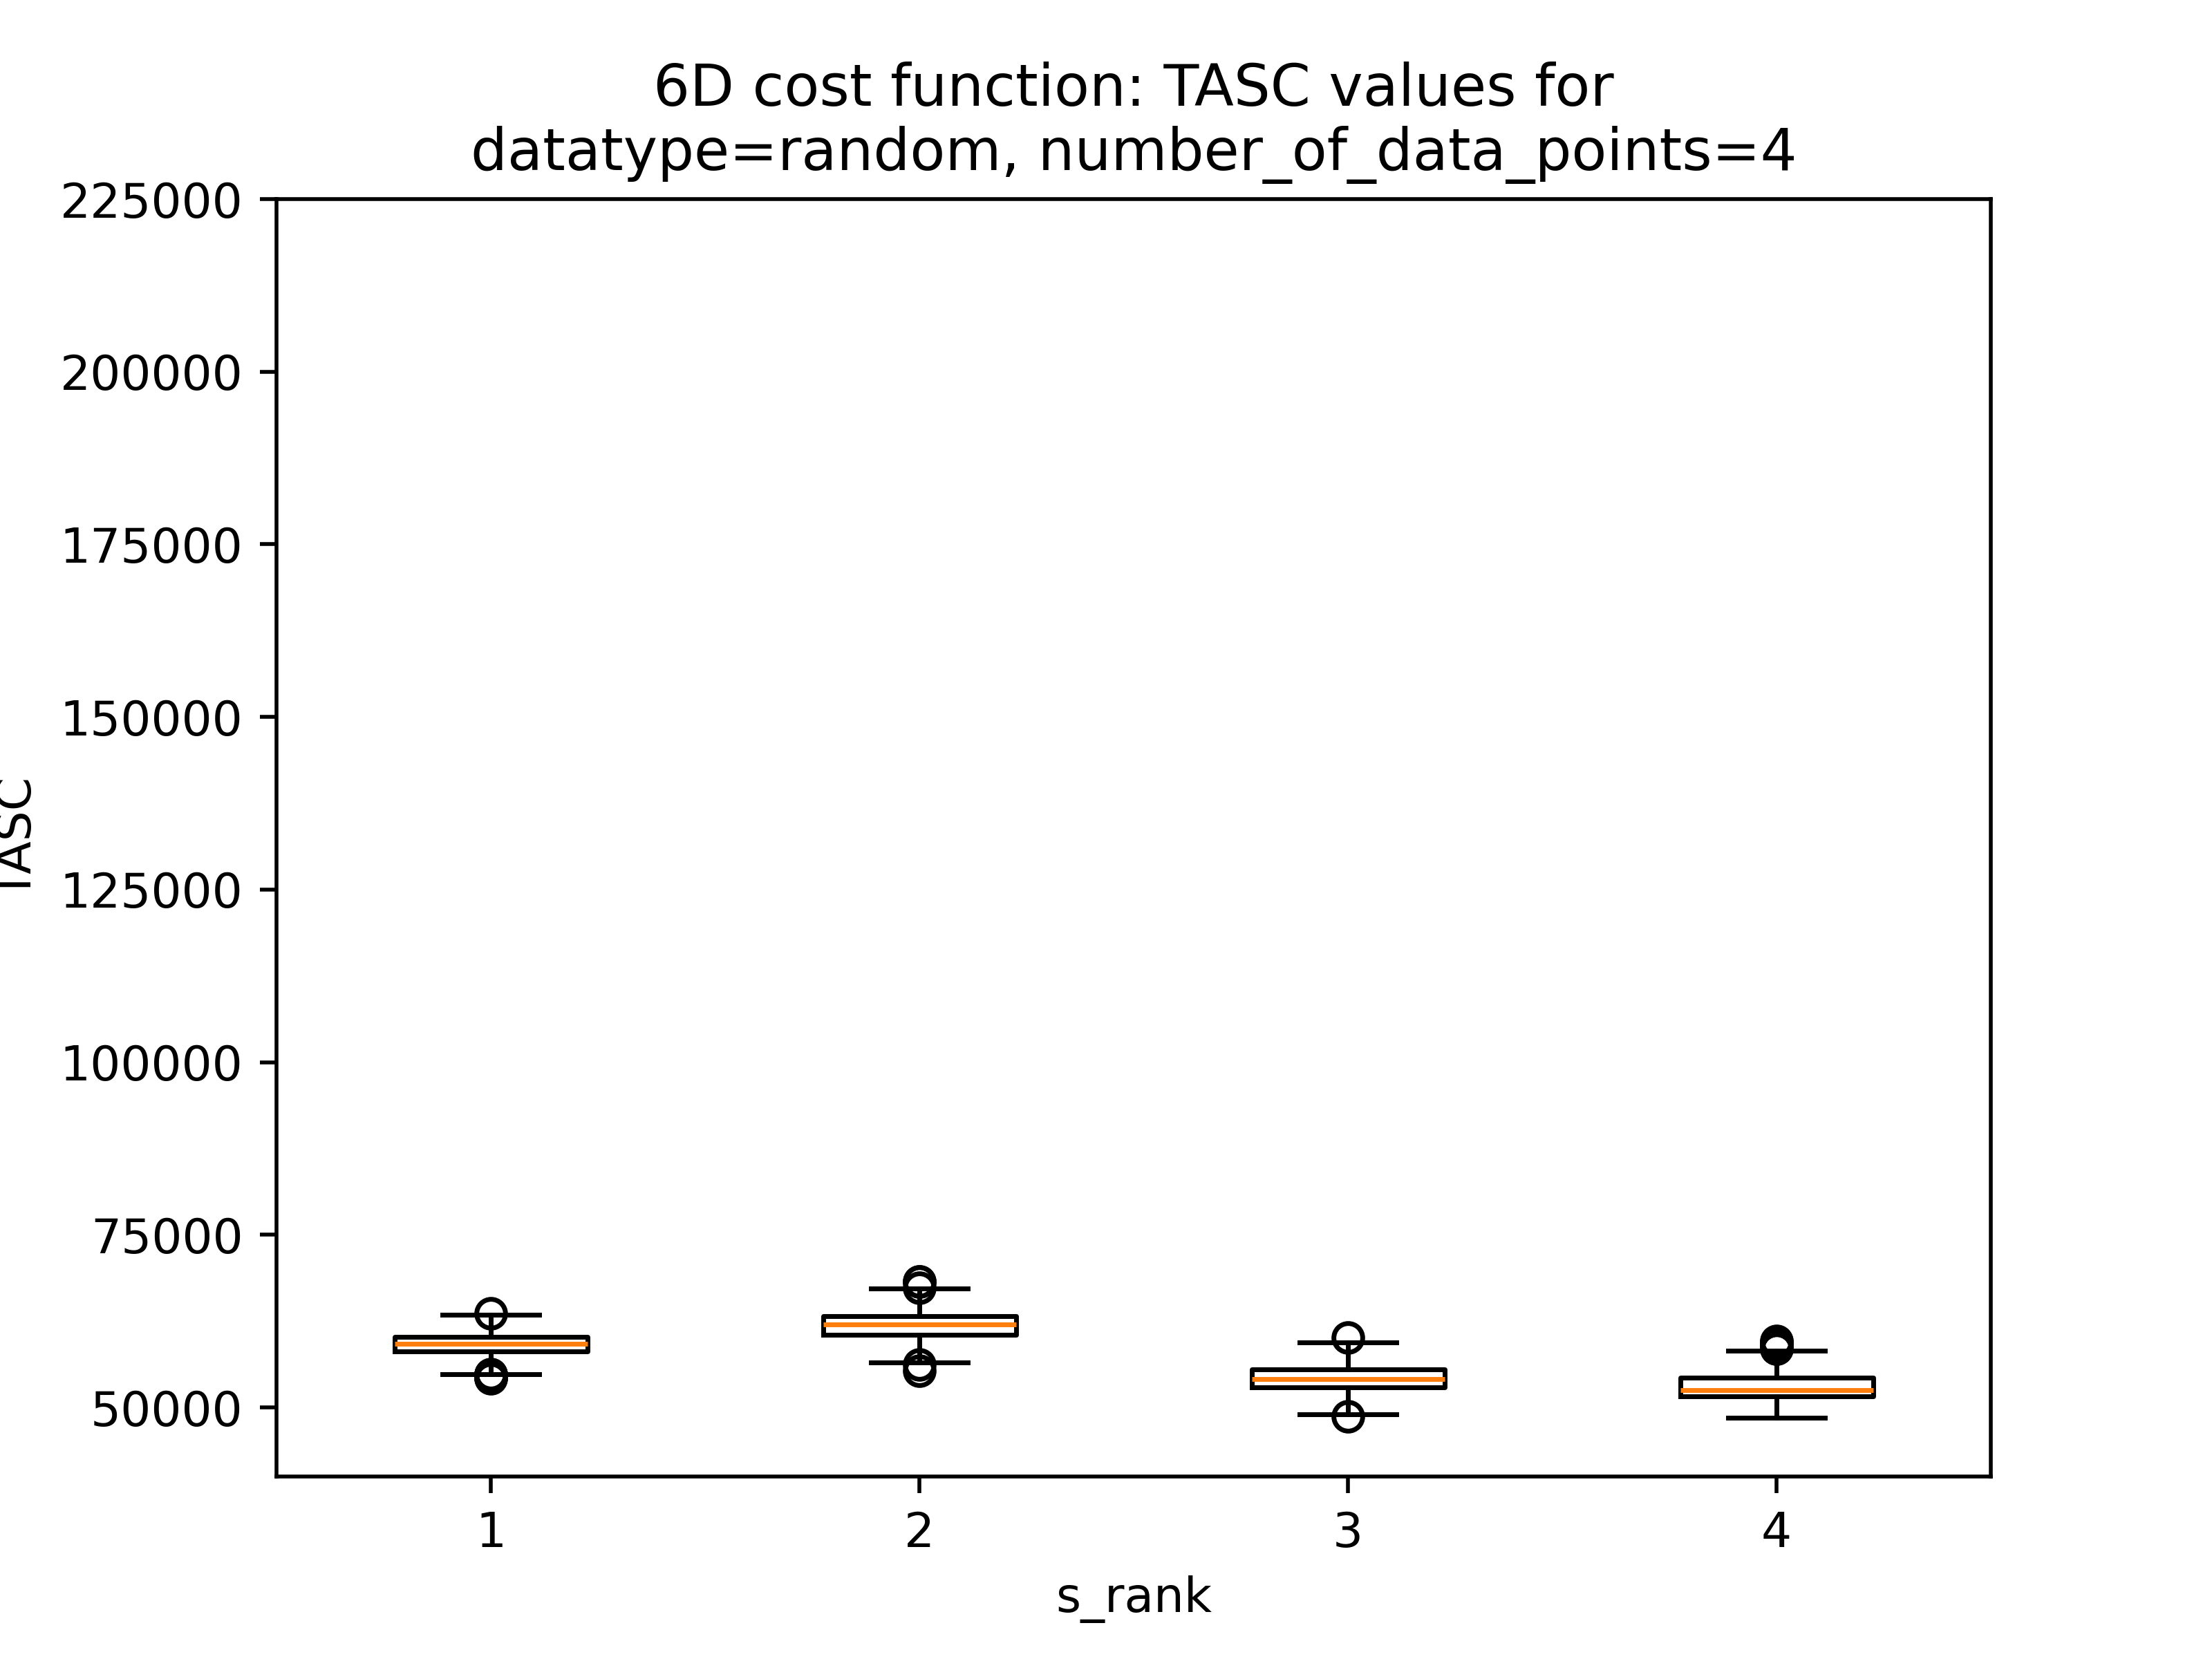 6D cost function: TASC values for
datatype=random, number_of_data_points=4
225000
200000
175000
150000
125000
100000
75000
50000
TASC
1 2 3 4
s_rank